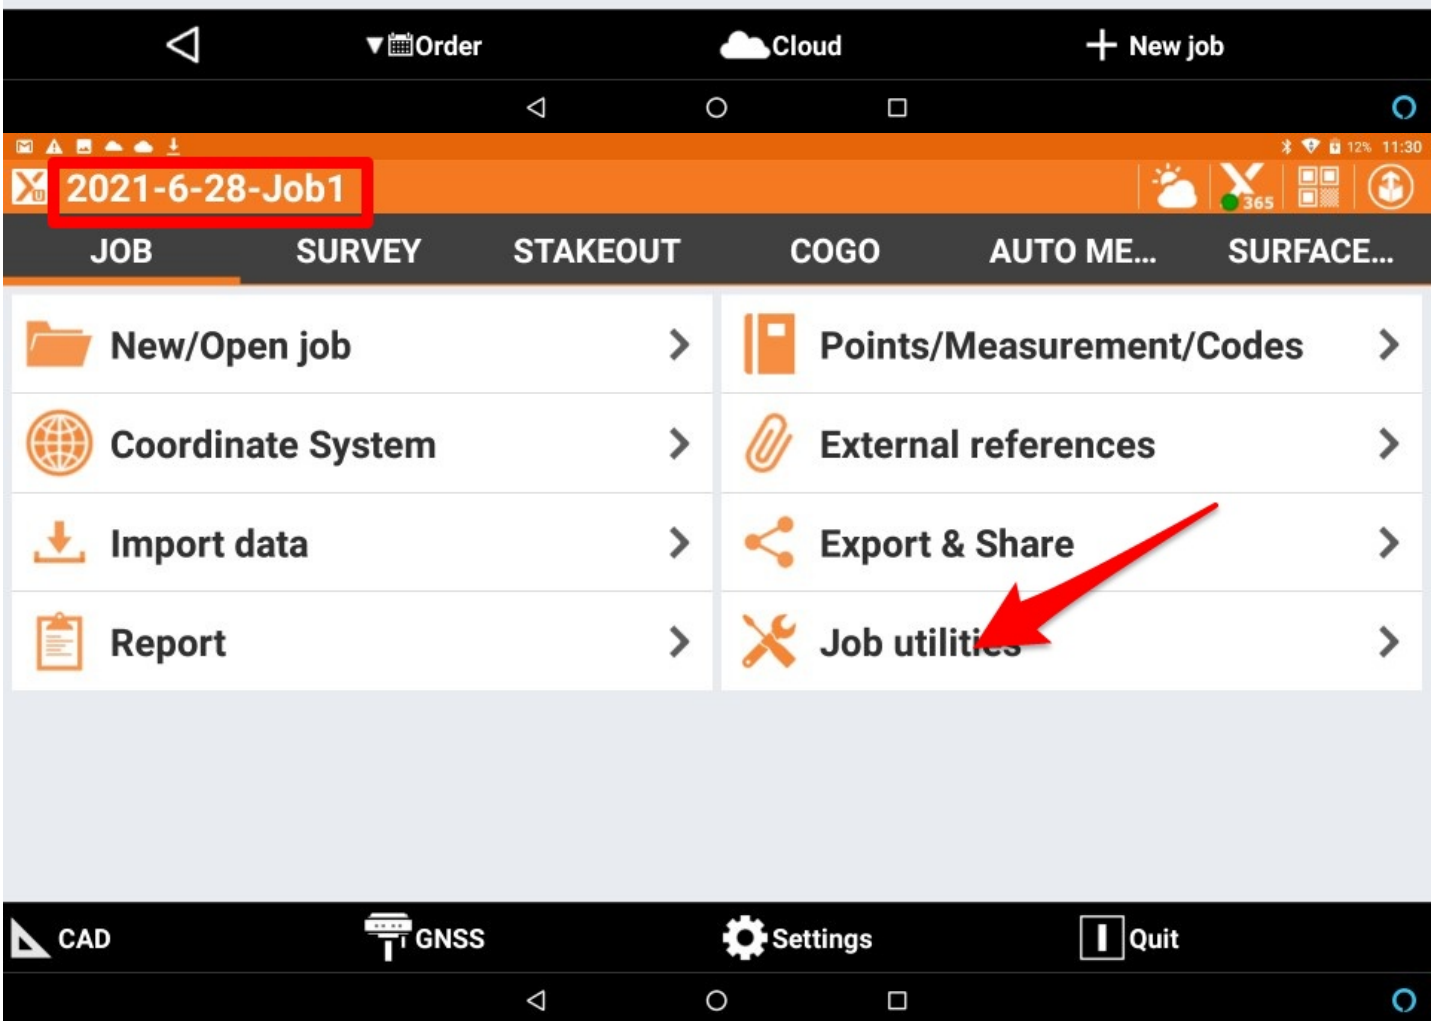 Order Cloud New job
12% 11:30
2021-6-28-Job1 365
JOB SURVEY STAKEOUT COGO AUTO ME... SURFACE...
New/Open job
Points/Measurement/Codes
Coordinate System
External references
Import data
Export & Share
Report
Job utilities
CAD GNSS Settings Quit